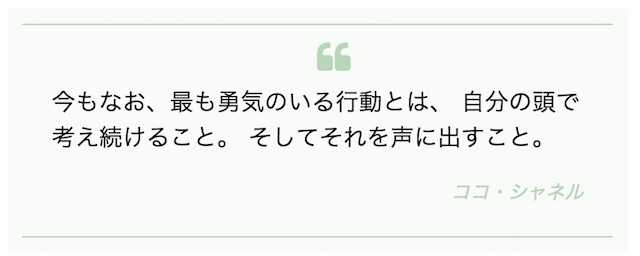 今もなお、最も勇気のいる行動とは、 自分の頭で
考え続けること。 そしてそれを声に出すこと。
ココ・シャネル